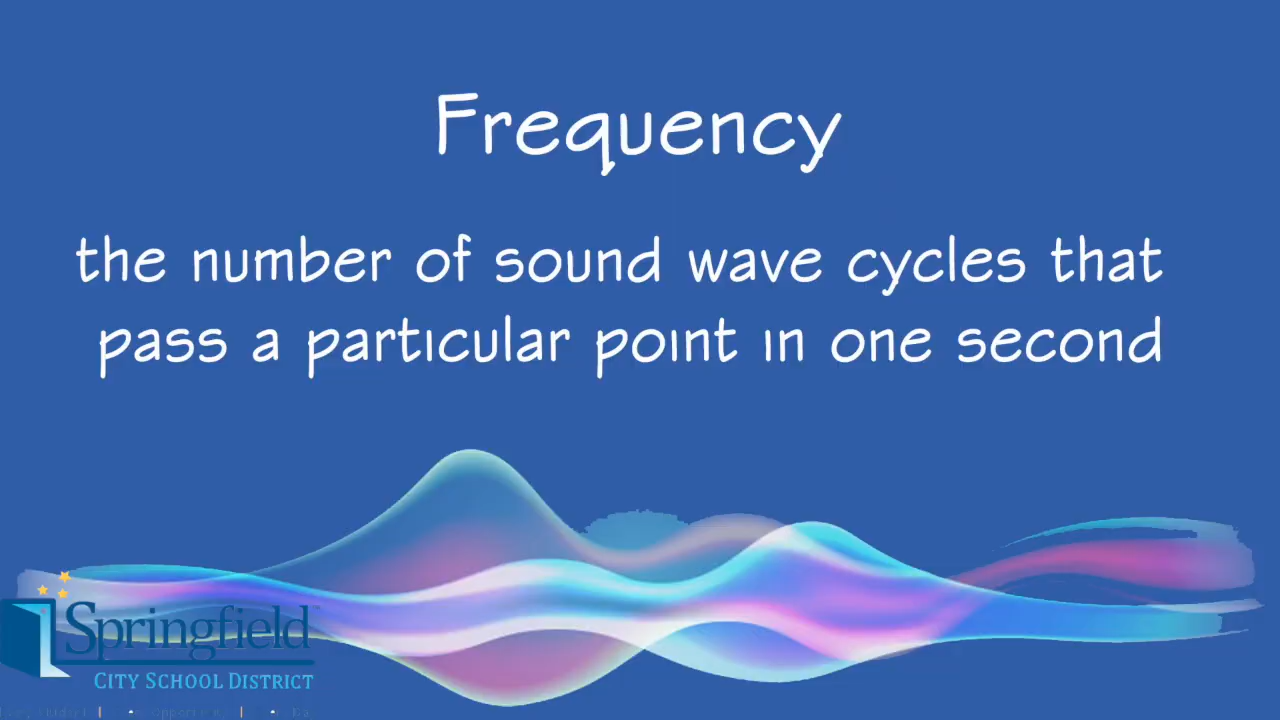 Frequency
the number of sound wave cycles that
pass a particular point in one second
Springfield
CITY SCHOOL DISTRICT